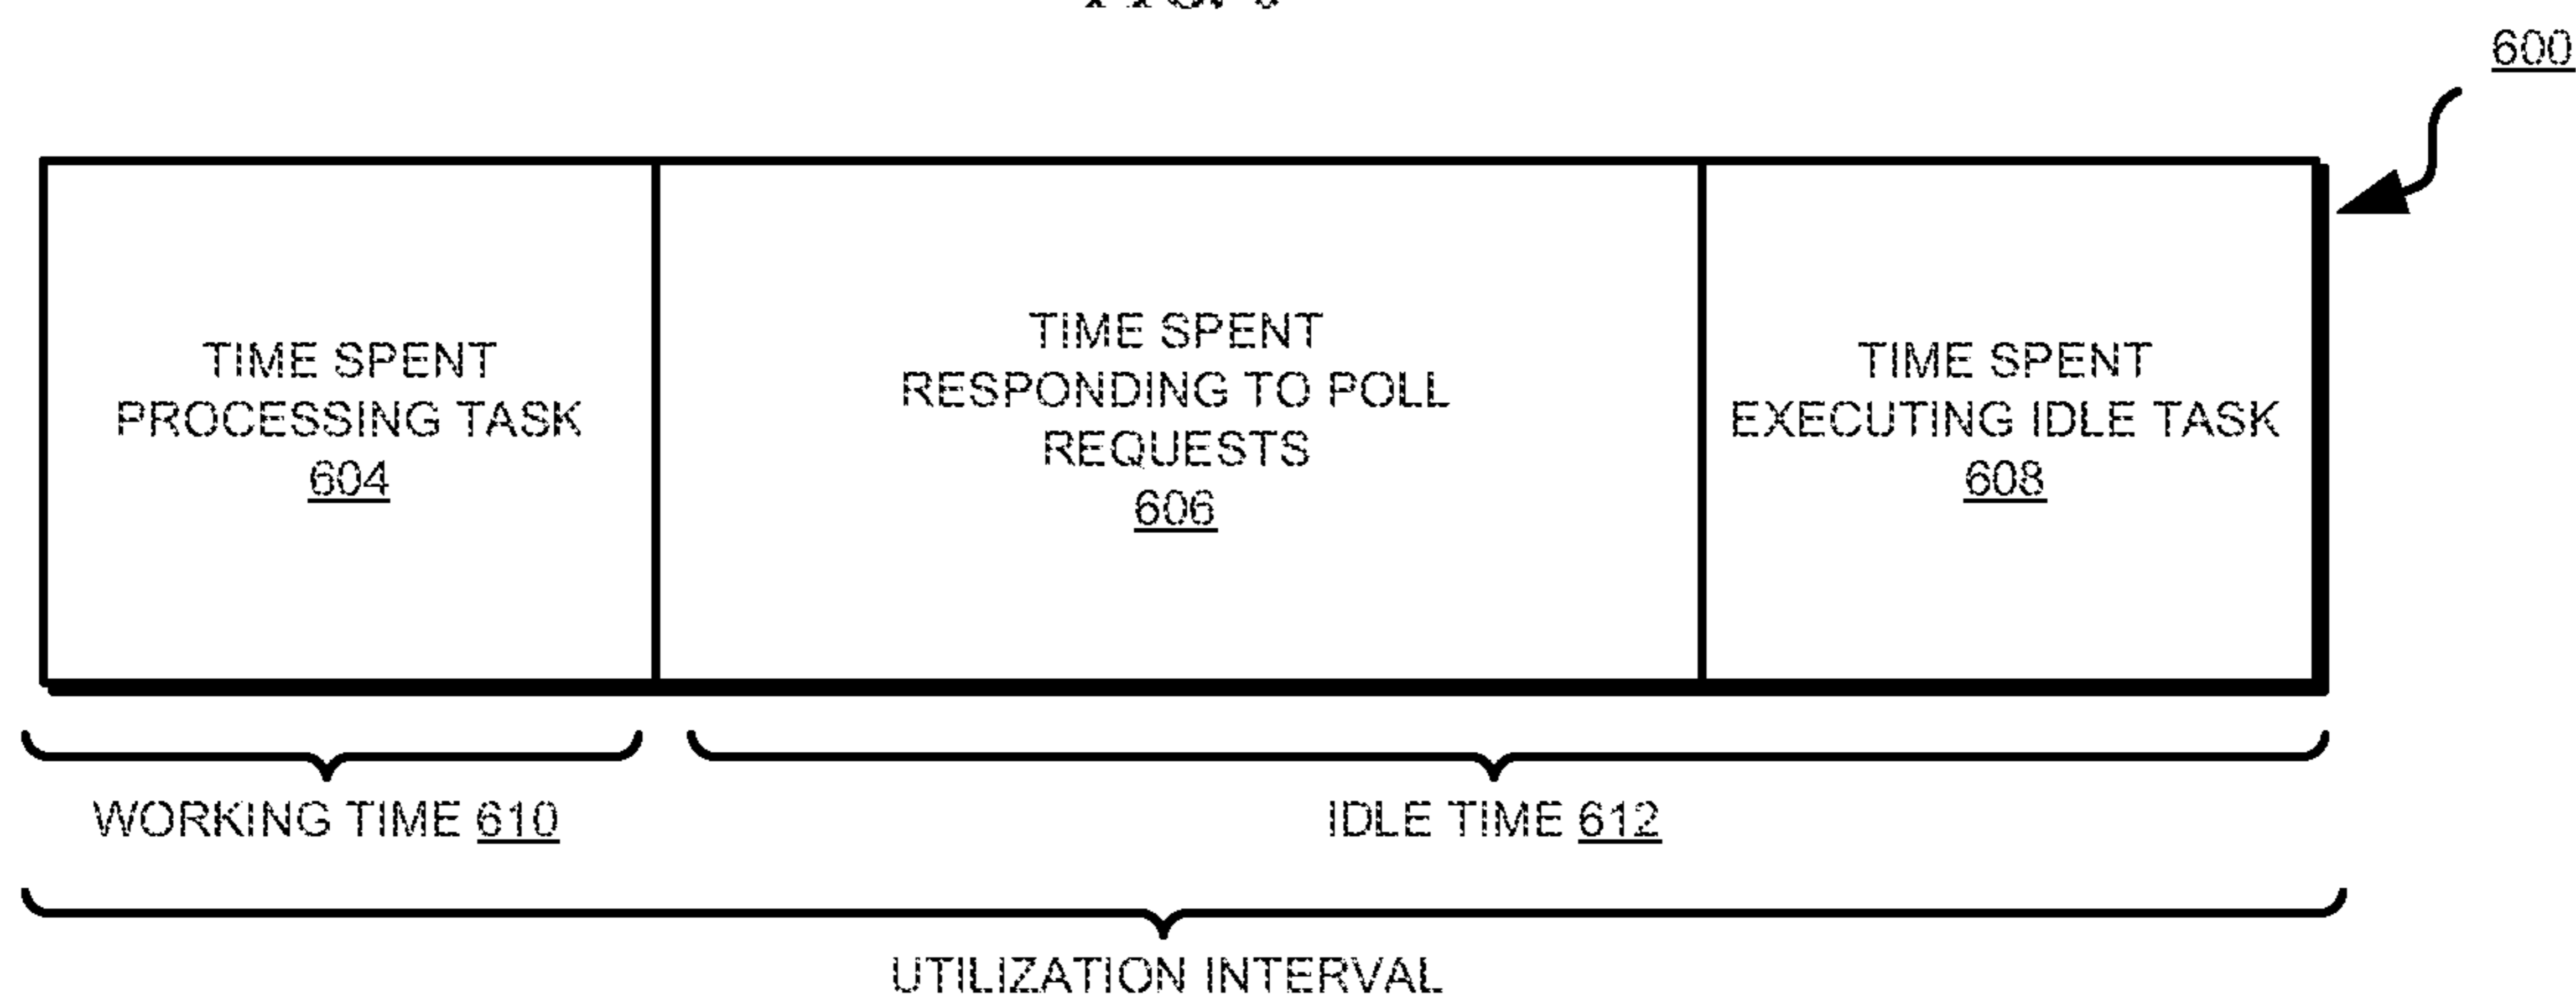 600
TIME SPENT
PROCESSING TASK
604
TIME SPENT
RESPONDING TO POLL
REQUESTS
606
TIME SPENT
EXECUTING IDLE TASK
608
WORKING TIME 610
IDLE TIME 612
UTILIZATION INTERVAL